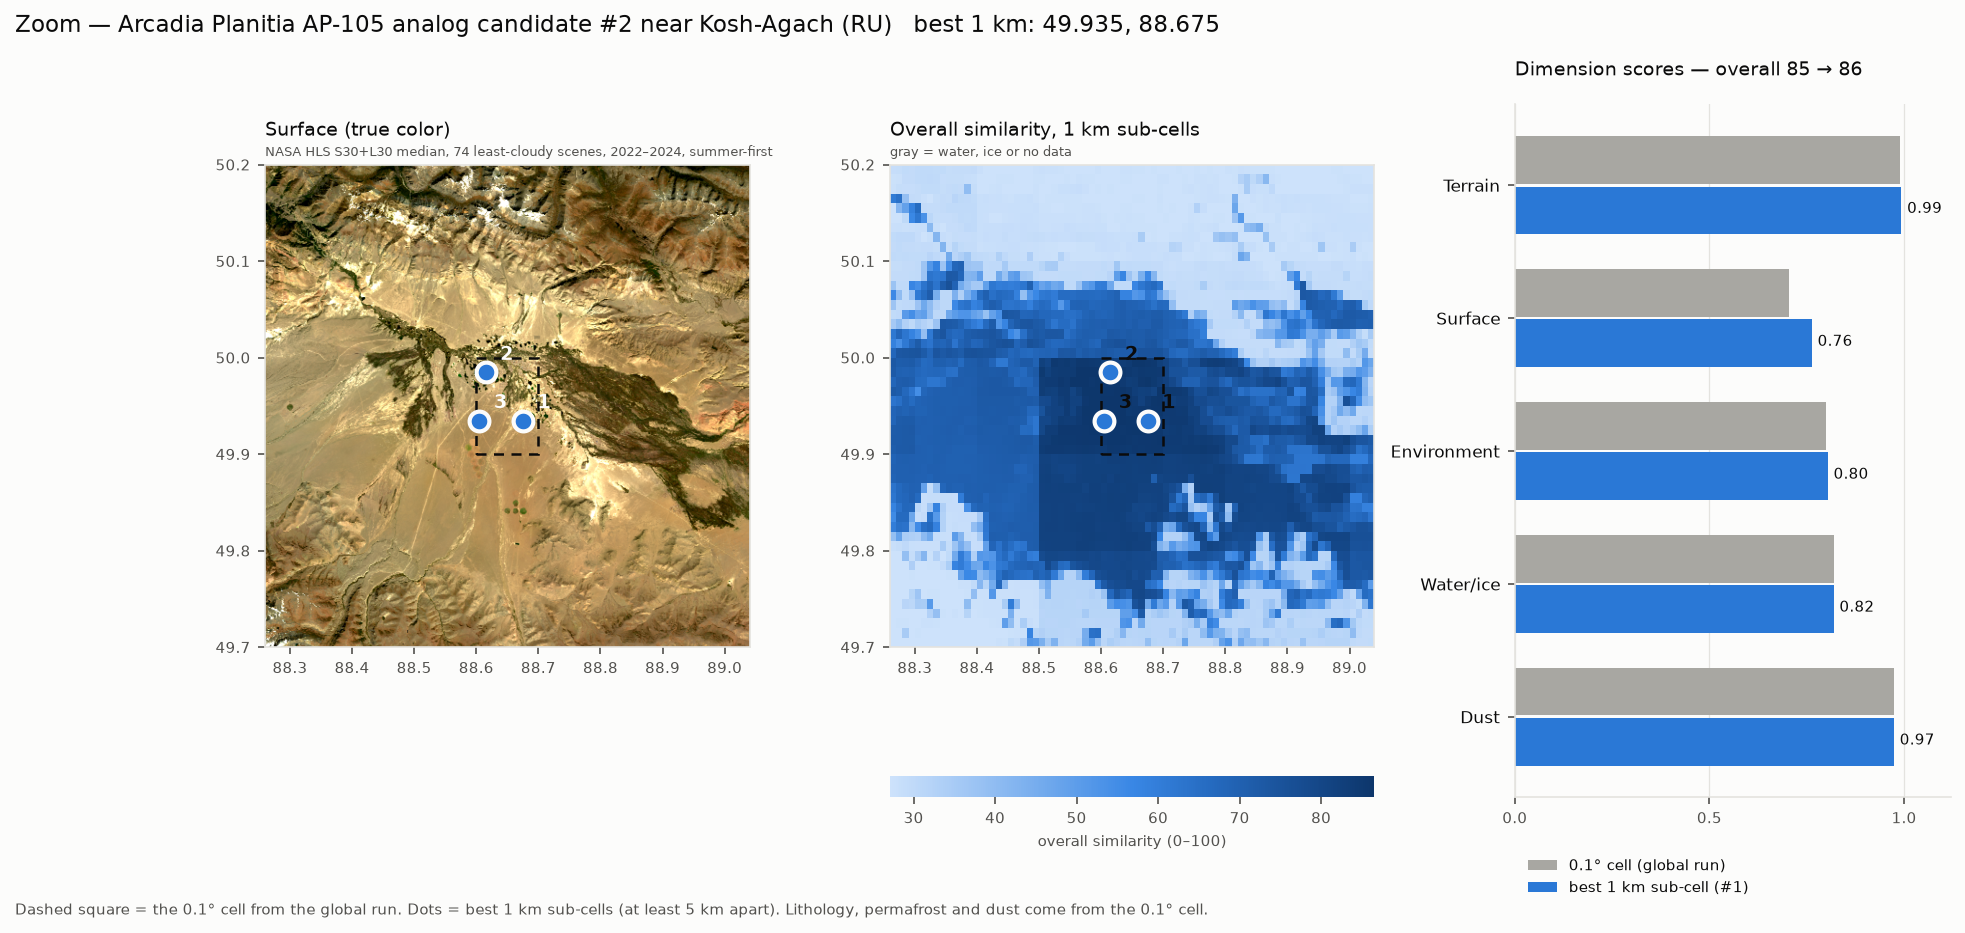 Zoom — Arcadia Planitia AP-105 analog candidate #2 near Kosh-Agach (RU)   best 1 km: 49.935, 88.675
Surface (true color)
NASA HLS S30+L30 median, 74 least-cloudy scenes, 2022–2024, summer-first
50.2
50.1
50.0
49.9
49.8
49.7
2
3
1
88.3 88.4 88.5 88.6 88.7 88.8 88.9 89.0
Overall similarity, 1 km sub-cells
gray = water, ice or no data
50.2
50.1
50.0
49.9
49.8
49.7
2
3
1
88.3 88.4 88.5 88.6 88.7 88.8 88.9 89.0
30 40 50 60 70 80
overall similarity (0–100)
Dimension scores — overall 85 → 86
Terrain
0.99
Surface
0.76
Environment
0.80
Water/ice
0.82
Dust
0.97
0.0 0.5 1.0
0.1° cell (global run)
best 1 km sub-cell (#1)
Dashed square = the 0.1° cell from the global run. Dots = best 1 km sub-cells (at least 5 km apart). Lithology, permafrost and dust come from the 0.1° cell.